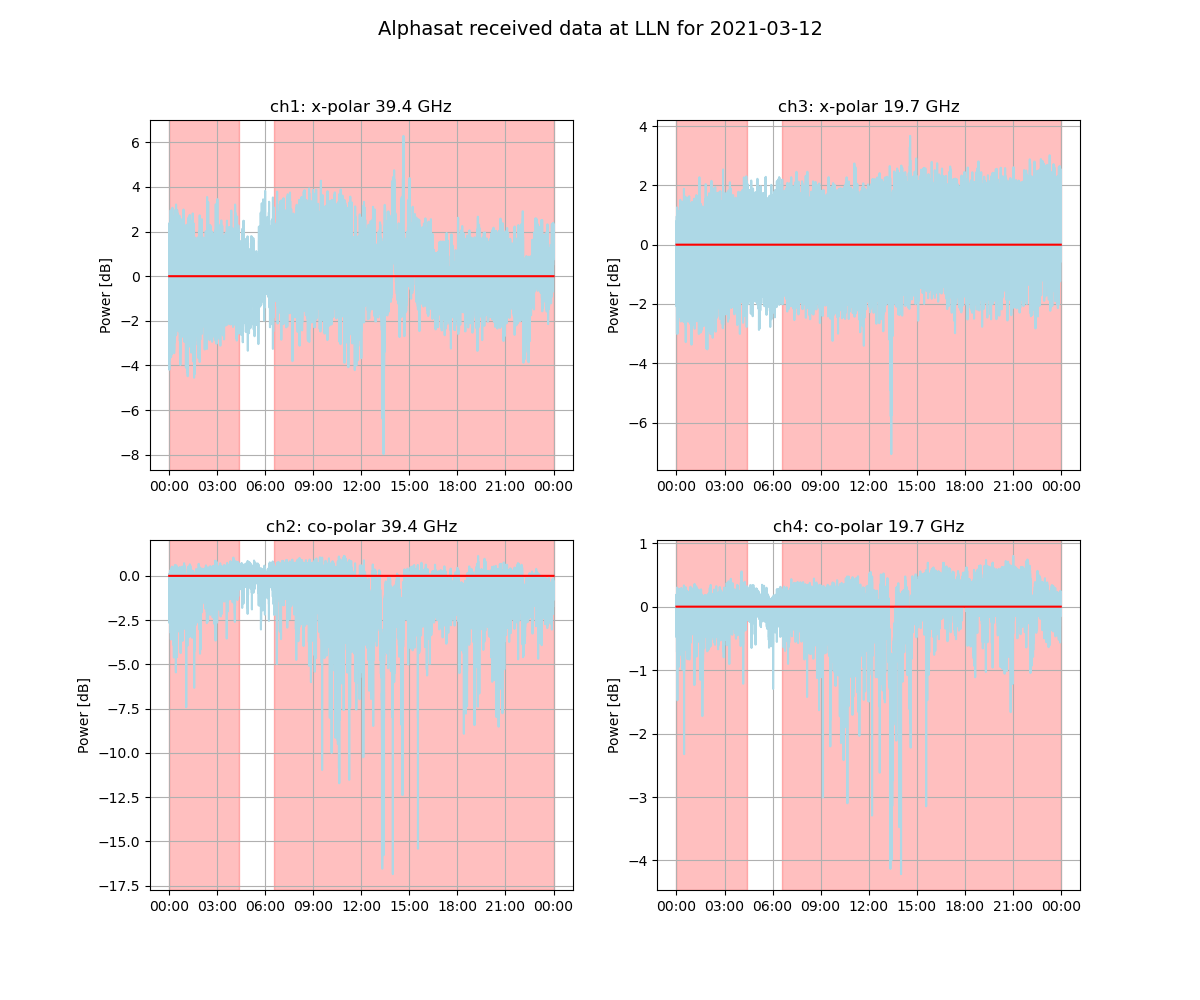 Alphasat received data at LLN for 2021-03-12
ch1: x-polar 39.4 GHz
6
4
2
0
−2
−4
−6
−8
Power [dB]
00:00 03:00 06:00 09:00 12:00 15:00 18:00 21:00 00:00
ch3: x-polar 19.7 GHz
4
2
0
−2
−4
−6
Power [dB]
00:00 03:00 06:00 09:00 12:00 15:00 18:00 21:00 00:00
ch2: co-polar 39.4 GHz
0.0
−2.5
−5.0
−7.5
−10.0
−12.5
−15.0
−17.5
Power [dB]
00:00 03:00 06:00 09:00 12:00 15:00 18:00 21:00 00:00
ch4: co-polar 19.7 GHz
1
0
−1
−2
−3
−4
Power [dB]
00:00 03:00 06:00 09:00 12:00 15:00 18:00 21:00 00:00